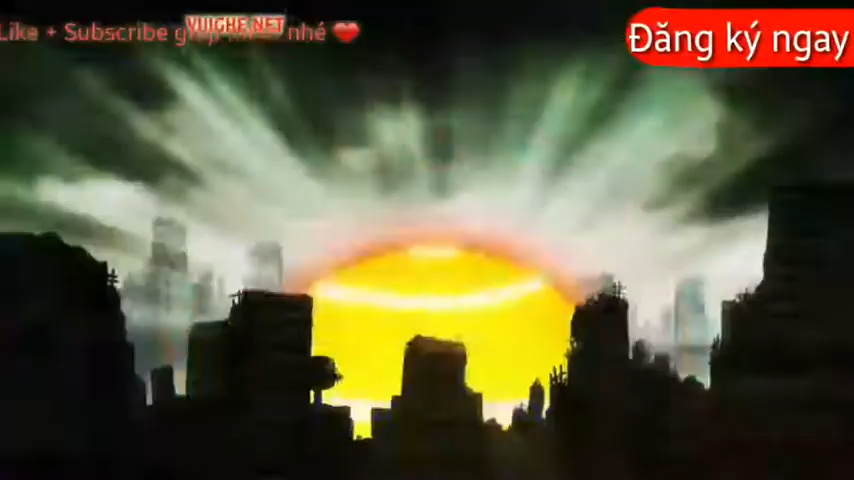 VUIGHE.NET
Like + Subscribe nhé ❤
Đăng ký ngay